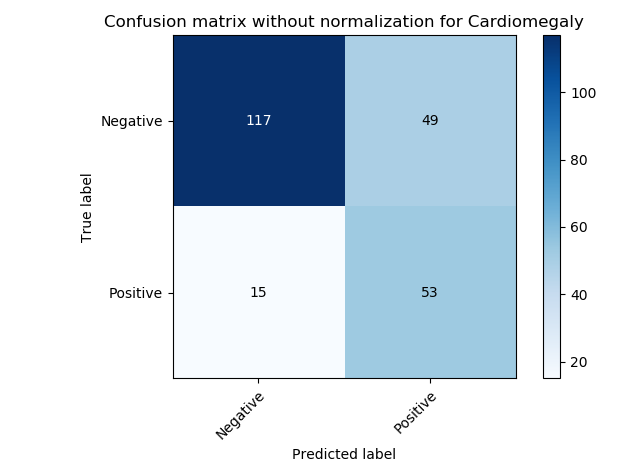 Confusion matrix without normalization for Cardiomegaly
Negative
117
49
100
80
True label
60
Positive
15
53
40
20
Negative
Positive
Predicted label